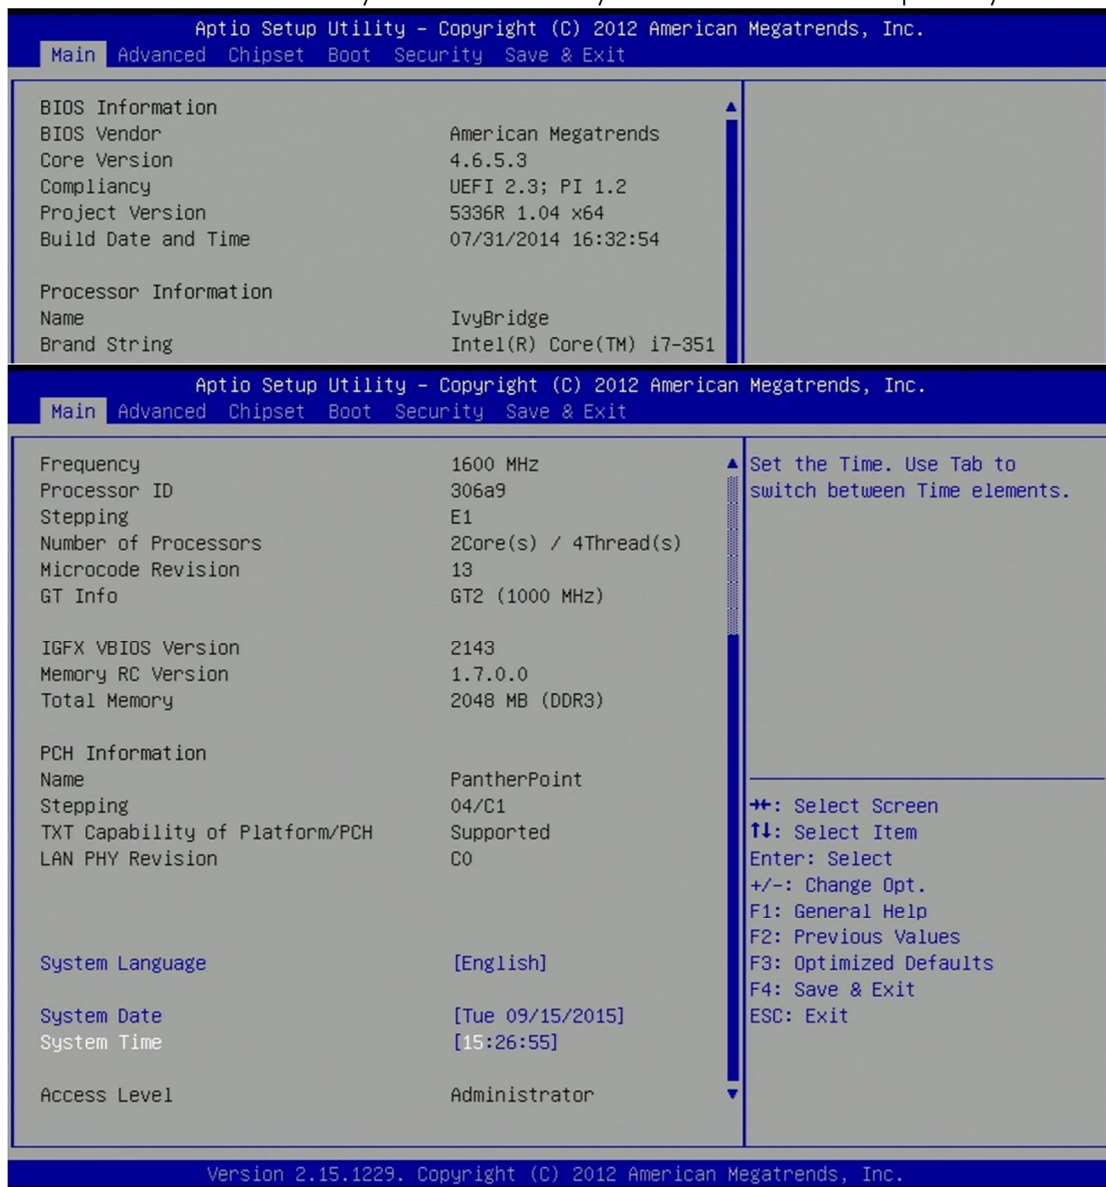 Aptio Setup Utility – Copyright (C) 2012 American Megatrends, Inc.
Main Advanced Chipset Boot Security Save & Exit
BIOS Information
BIOS Vendor American Megatrends
Core Version 4.6.5.3
Compliancy UEFI 2.3; PI 1.2
Project Version 5336R 1.04 x64
Build Date and Time 07/31/2014 16:32:54
Processor Information
Name IvyBridge
Brand String Intel(R) Core(TM) i7-351
Aptio Setup Utility – Copyright (C) 2012 American Megatrends, Inc.
Main Advanced Chipset Boot Security Save & Exit
Frequency 1600 MHz
Processor ID 306a9
Stepping E1
Number of Processors 2Core(s) / 4Thread(s)
Microcode Revision 13
GT Info GT2 (1000 MHz)
IGFX VBIOS Version 2143
Memory RC Version 1.7.0.0
Total Memory 2048 MB (DDR3)
PCH Information
Name PantherPoint
Stepping 04/C1
TXT Capability of Platform/PCH Supported
LAN PHY Revision C0
System Language [English]
System Date [Tue 09/15/2015]
System Time [15:26:55]
Access Level Administrator
Set the Time. Use Tab to
switch between Time elements.
→←: Select Screen
↑↓: Select Item
Enter: Select
+/-: Change Opt.
F1: General Help
F2: Previous Values
F3: Optimized Defaults
F4: Save & Exit
ESC: Exit
Version 2.15.1229. Copyright (C) 2012 American Megatrends, Inc.